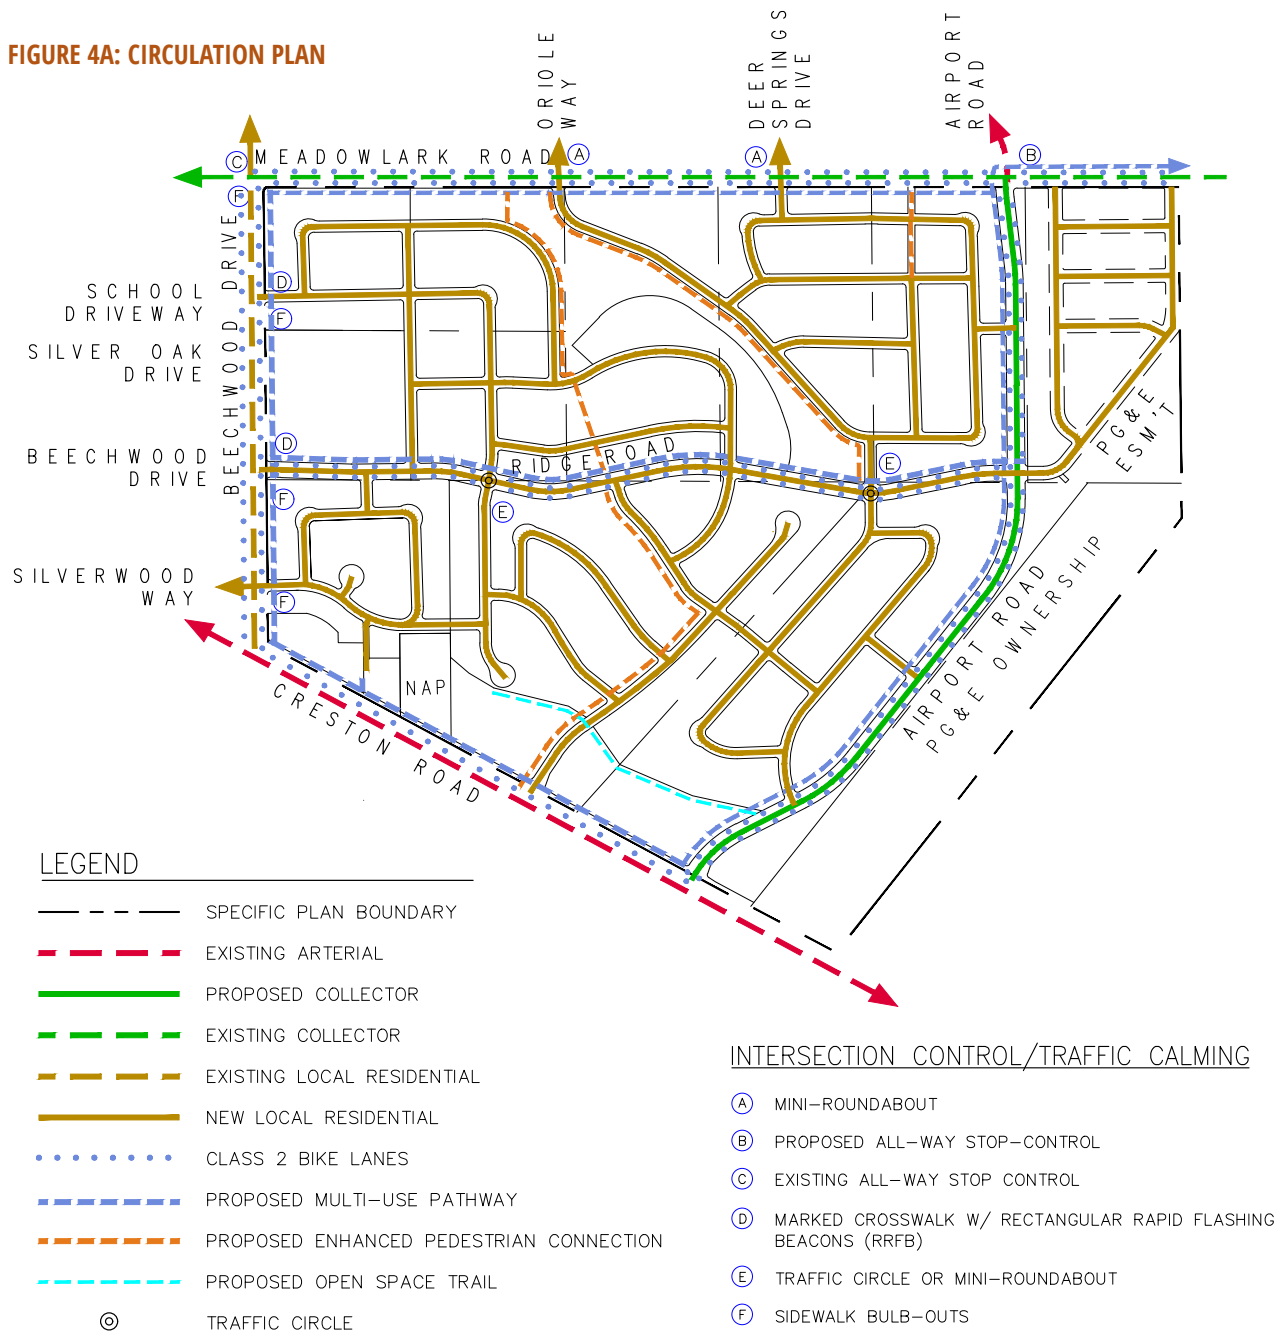 FIGURE 4A: CIRCULATION PLAN
ORIOLE
WAY
DEER
SPRINGS
DRIVE
AIRPORT
ROAD
C
MEADOWLARK ROAD
A
A
B
F
BEECHWOOD DRIVE
SCHOOL
DRIVEWAY
D
F
SILVER OAK
DRIVE
BEECHWOOD
DRIVE
D
F
RIDGE ROAD
E
E
PG&E
ESM'T
SILVERWOOD
WAY
F
NAP
CRESTON ROAD
AIRPORT ROAD
PG&E OWNERSHIP
LEGEND
SPECIFIC PLAN BOUNDARY
EXISTING ARTERIAL
PROPOSED COLLECTOR
EXISTING COLLECTOR
EXISTING LOCAL RESIDENTIAL
NEW LOCAL RESIDENTIAL
CLASS 2 BIKE LANES
PROPOSED MULTI-USE PATHWAY
PROPOSED ENHANCED PEDESTRIAN CONNECTION
PROPOSED OPEN SPACE TRAIL
TRAFFIC CIRCLE
INTERSECTION CONTROL/TRAFFIC CALMING
A MINI-ROUNDABOUT
B PROPOSED ALL-WAY STOP-CONTROL
C EXISTING ALL-WAY STOP CONTROL
D MARKED CROSSWALK W/ RECTANGULAR RAPID FLASHING
BEACONS (RRFB)
E TRAFFIC CIRCLE OR MINI-ROUNDABOUT
F SIDEWALK BULB-OUTS